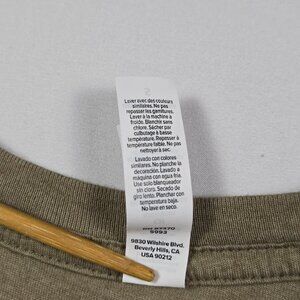 Laver avec des couleurs
similaires. Ne pas
repasser les garnitures.
Laver à la machine à
froide. Blanchir sans
chlore. Sécher par
culbutage à basse
température. Repasser à
température faible. Ne pas
nettoyer à sec.
Lavado con colores
similares. No planche la
decoración. Lavado a
máquina con agua fria.
Use solo blanqueador
sin cloro. Secado de
giro lento. Planchar con
temperatura baja.
No lave en seco.
9830 Wilshire Blvd.
Beverly Hills, CA
USA 90212